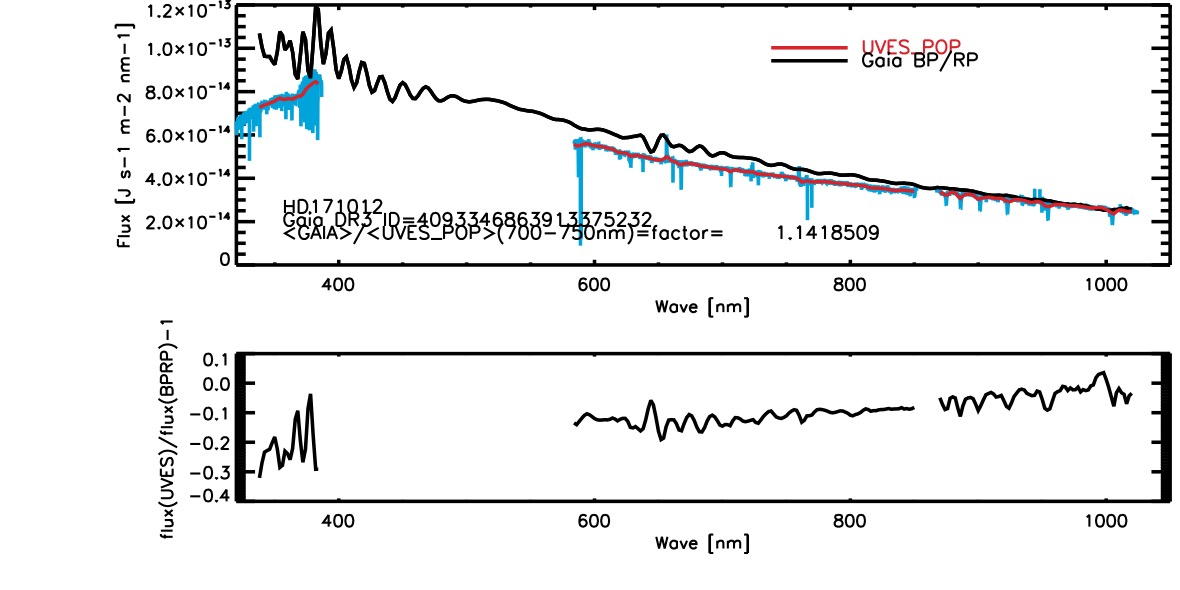 1.2×10−13
1.0×10−13
8.0×10−14
6.0×10−14
4.0×10−14
2.0×10−14
0
Flux [J s−1 m−2 nm−1]
UVES_POP
Gaia BP/RP
HD171012
Gaia DR3 ID=4093346863913375232
<GAIA>/<UVES_POP>(700−750nm)=factor= 1.1418509
400 600 800 1000
Wave [nm]
flux(UVES)/flux(BPRP)−1
0.1
0.0
−0.1
−0.2
−0.3
−0.4
400 600 800 1000
Wave [nm]